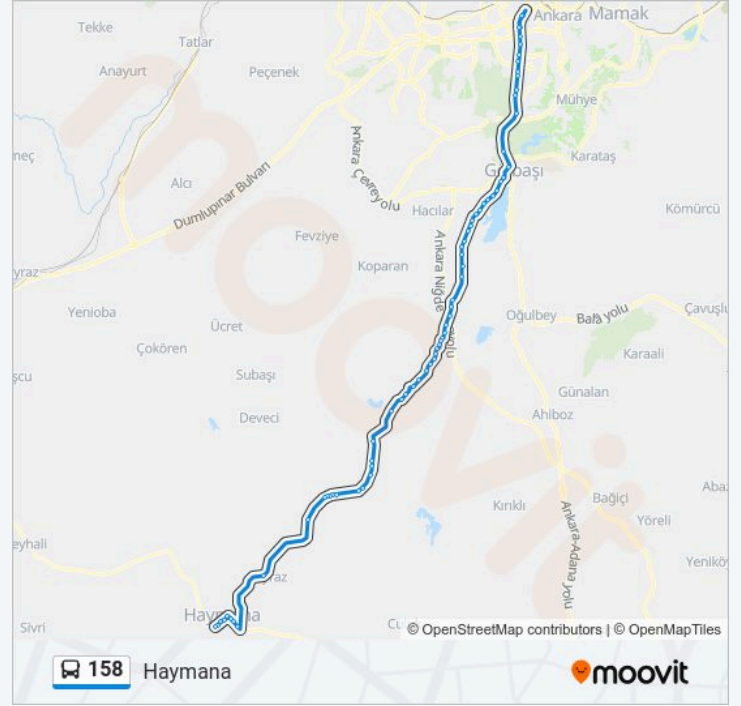 Tekke
Ankara
Mamak
Tatlar
Anayurt
Peçenek
Mühye
Karataş
Ankara Çevreyolu
Alcı
Dumlupınar Bulvarı
Hacılar
Kömürcü
Fevziye
Koparan
Ankara Niğde
Yenioba
Ücret
Oğulbey
Bala yolu
Çavuşlu
Çokören
Karaali
Subaşı
Günalan
Deveci
Ahiboz
moovit
Kırıklı
Bağiçi
Yöreli
Ankara-Adana yolu
Sivri
© OpenStreetMap contributors | © OpenMapTiles
158 Haymana
moovit